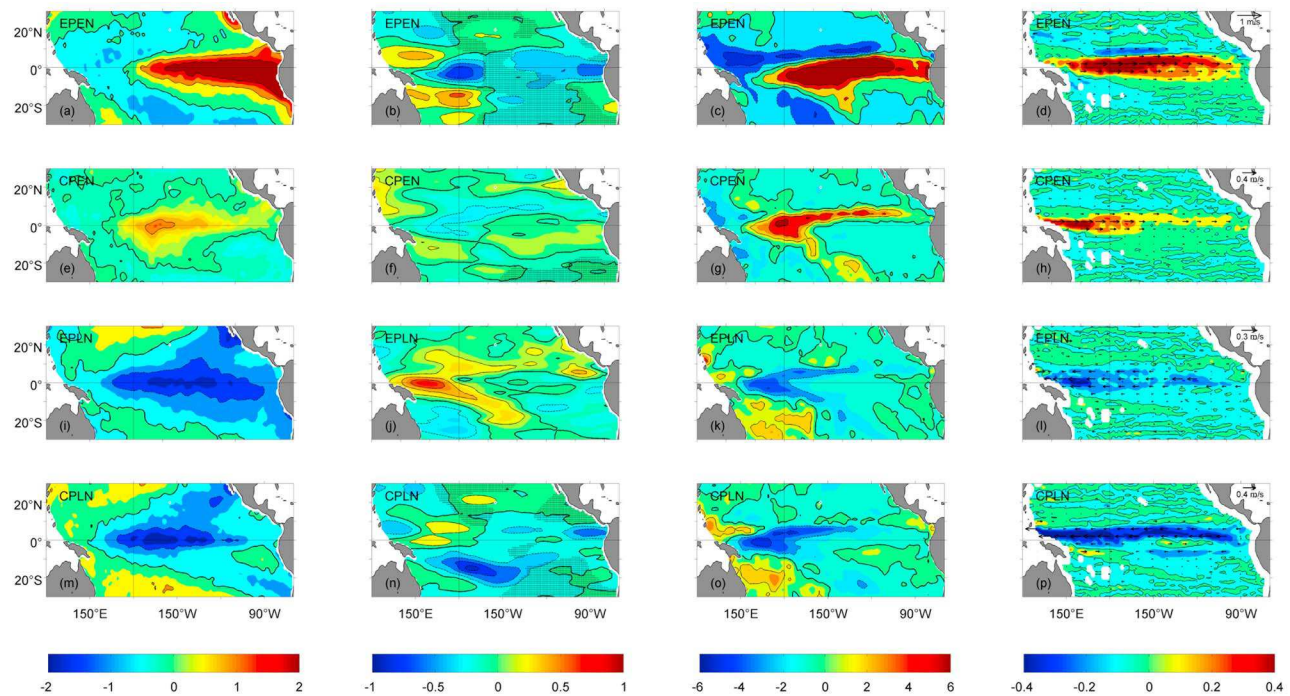 EPEN EPEN EPEN EPEN 1 m/s
20°N
0°
20°S
(a) (b) (c) (d)
CPEN CPEN CPEN CPEN 0.4 m/s
20°N
0°
20°S
(e) (f) (g) (h)
EPLN EPLN EPLN EPLN 0.3 m/s
20°N
0°
20°S
(i) (j) (k) (l)
CPLN CPLN CPLN CPLN 0.4 m/s
20°N
0°
20°S
(m) (n) (o) (p)
150°E 150°W 90°W 150°E 150°W 90°W 150°E 150°W 90°W 150°E 150°W 90°W
-2 -1 0 1 2 -1 -0.5 0 0.5 1 -6 -4 -2 0 2 4 6 -0.4 -0.2 0 0.2 0.4